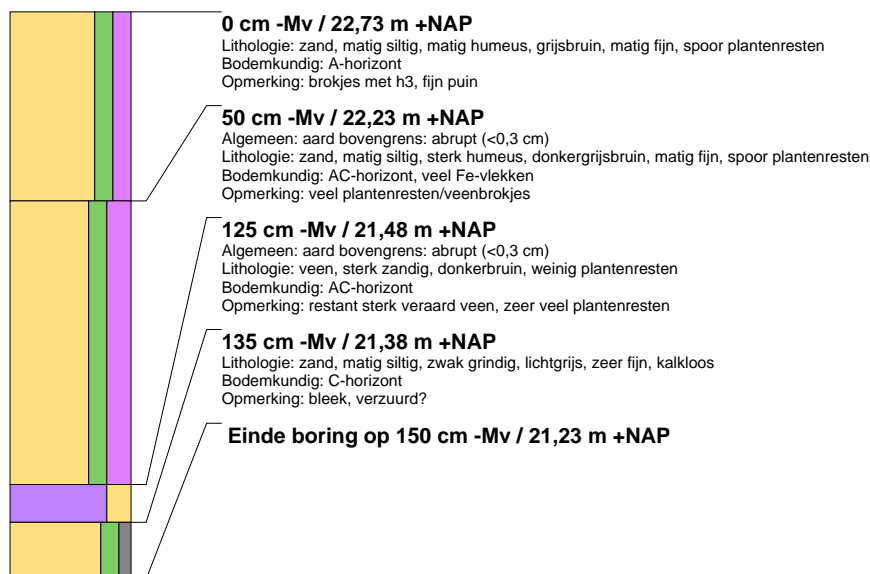 0 cm -Mv / 22,73 m +NAP
Lithologie: zand, matig siltig, matig humeus, grijsbruin, matig fijn, spoor plantenresten
Bodemkundig: A-horizont
Opmerking: brokjes met h3, fijn puin
50 cm -Mv / 22,23 m +NAP
Algemeen: aard bovengrens: abrupt (<0,3 cm)
Lithologie: zand, matig siltig, sterk humeus, donkergrijsbruin, matig fijn, spoor plantenresten
Bodemkundig: AC-horizont, veel Fe-vlekken
Opmerking: veel plantenresten/veenbrokjes
125 cm -Mv / 21,48 m +NAP
Algemeen: aard bovengrens: abrupt (<0,3 cm)
Lithologie: veen, sterk zandig, donkerbruin, weinig plantenresten
Bodemkundig: AC-horizont
Opmerking: restant sterk veraard veen, zeer veel plantenresten
135 cm -Mv / 21,38 m +NAP
Lithologie: zand, matig siltig, zwak grindig, lichtgrijs, zeer fijn, kalkloos
Bodemkundig: C-horizont
Opmerking: bleek, verzuurd?
Einde boring op 150 cm -Mv / 21,23 m +NAP